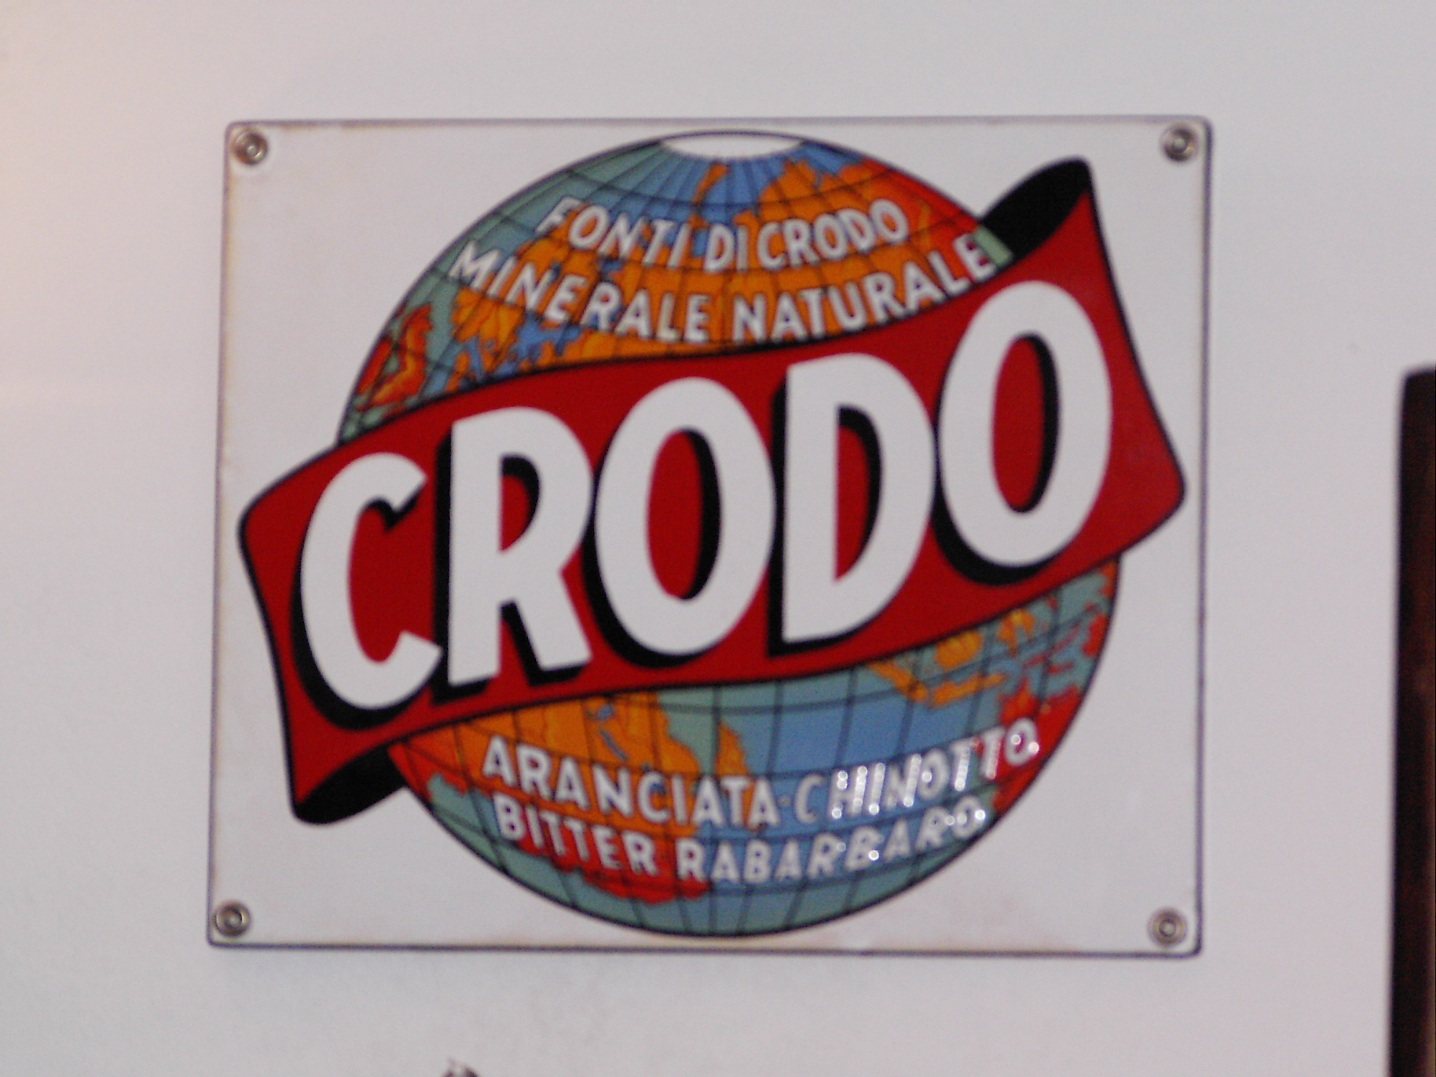 FONTI DI CRODO
MINERALE NATURALE
CRODO
ARANCIATA-CHINOTTO
BITTER RABARBARO